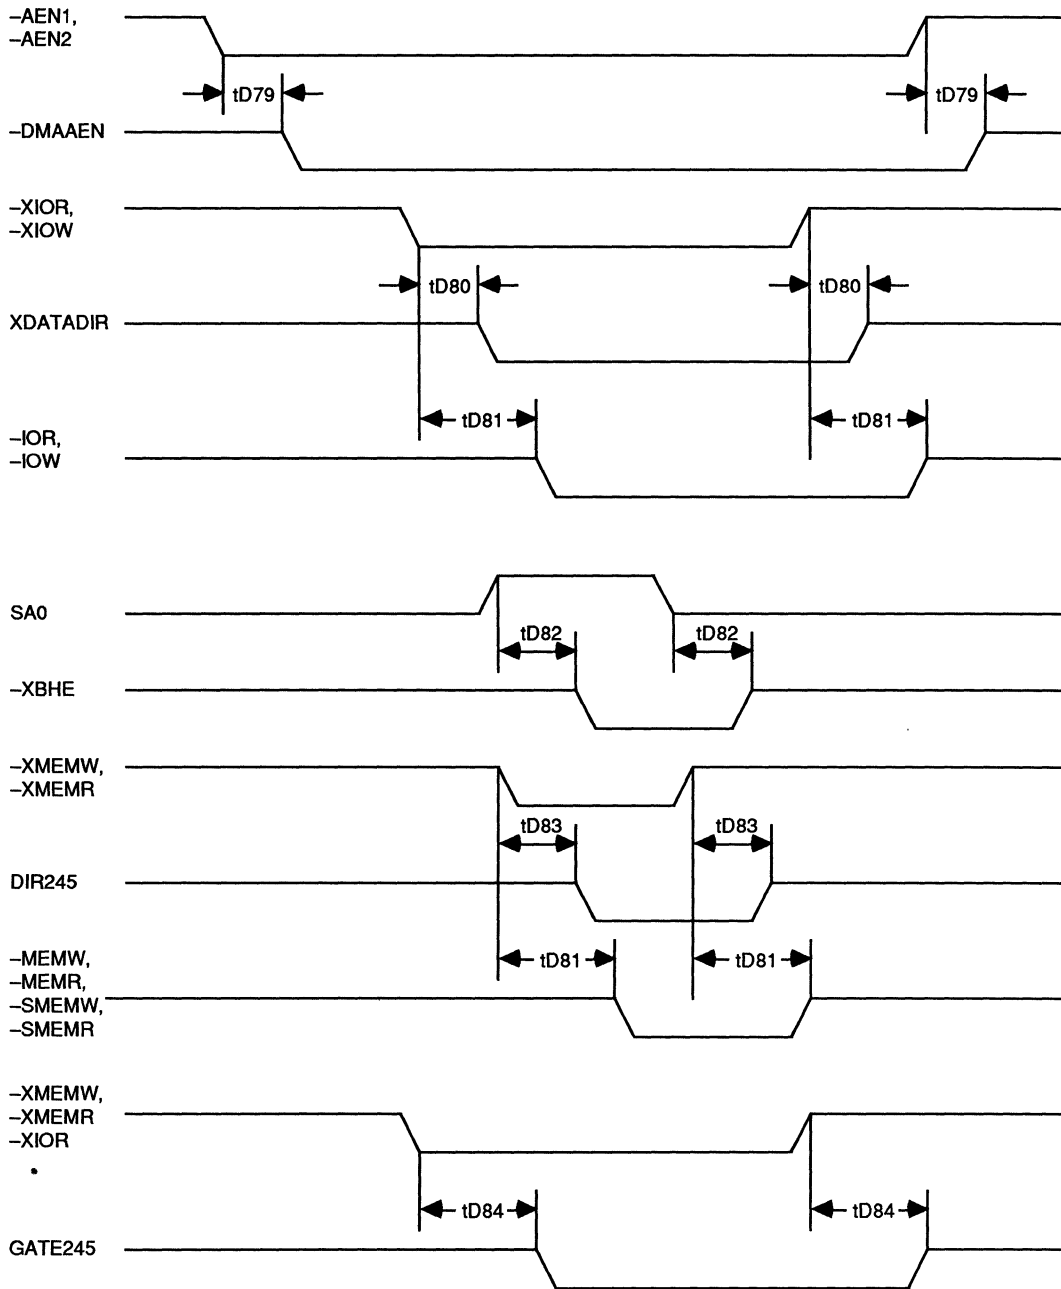 –AEN1,
–AEN2
tD79
tD79
–DMAAEN
–XIOR,
–XIOW
tD80
tD80
XDATADIR
tD81
tD81
–IOR,
–IOW
SA0
tD82
tD82
–XBHE
–XMEMW,
–XMEMR
tD83
tD83
DIR245
–MEMW,
–MEMR,
–SMEMW,
–SMEMR
tD81
tD81
–XMEMW,
–XMEMR
–XIOR
tD84
tD84
GATE245